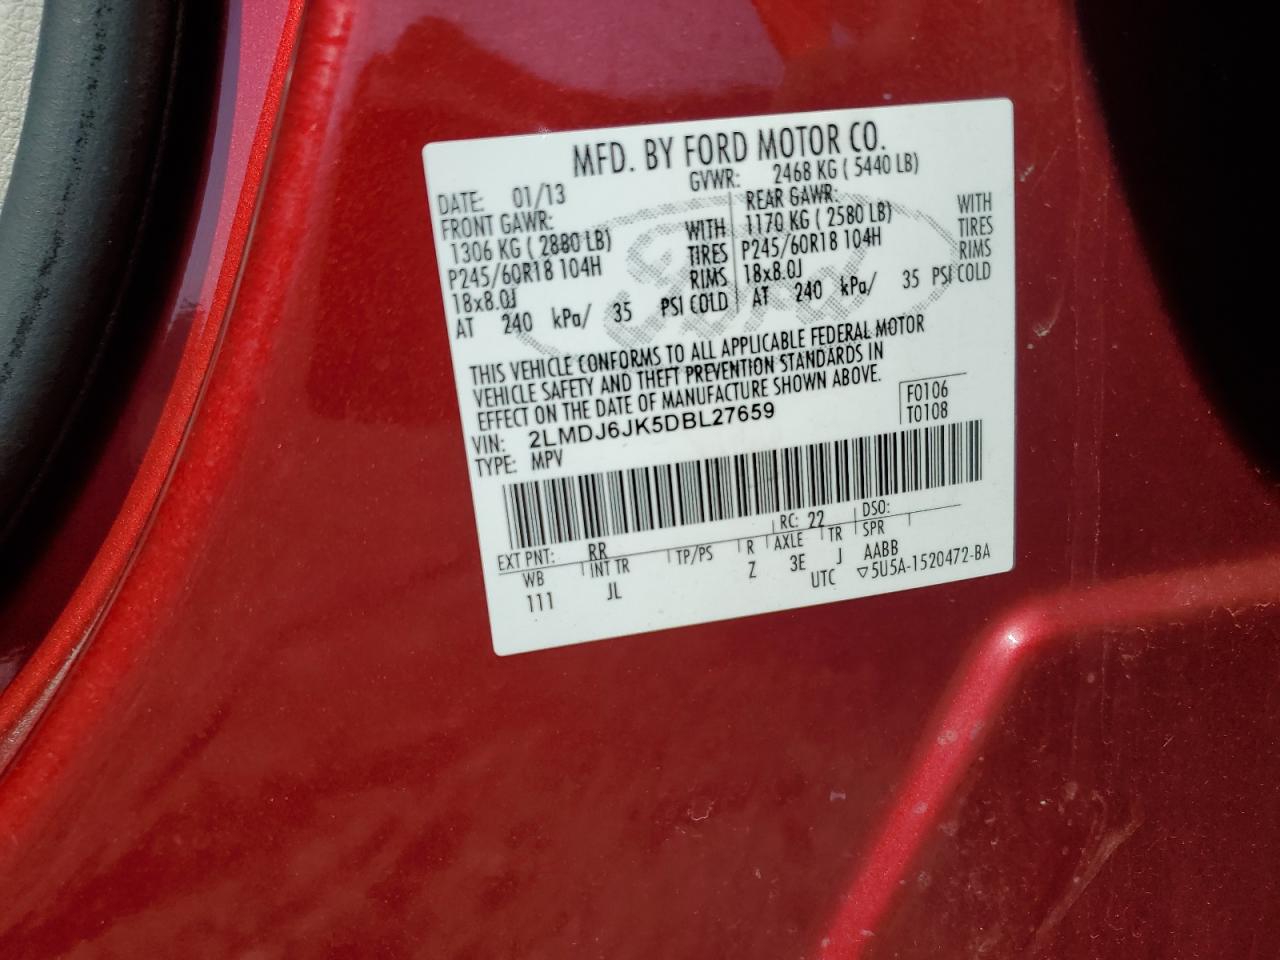 MFD. BY FORD MOTOR CO.
DATE: 01/13 GVWR: 2468 KG ( 5440 LB)
FRONT GAWR: REAR GAWR:
1306 KG ( 2880 LB) WITH 1170 KG ( 2580 LB) WITH
P245/60R18 104H TIRES P245/60R18 104H TIRES
18x8.0J RIMS 18x8.0J RIMS
AT 240 kPa/ 35 PSI COLD AT 240 kPa/ 35 PSI COLD
Ford
THIS VEHICLE CONFORMS TO ALL APPLICABLE FEDERAL MOTOR
VEHICLE SAFETY AND THEFT PREVENTION STANDARDS IN
EFFECT ON THE DATE OF MANUFACTURE SHOWN ABOVE.
F0106
T0108
VIN: 2LMDJ6JK5DBL27659
TYPE: MPV
EXT PNT: RR RC: 22 DSO:
WB INT TR TP/PS R AXLE TR SPR
111 JL Z 3E J AABB
UTC ▽5U5A-1520472-BA